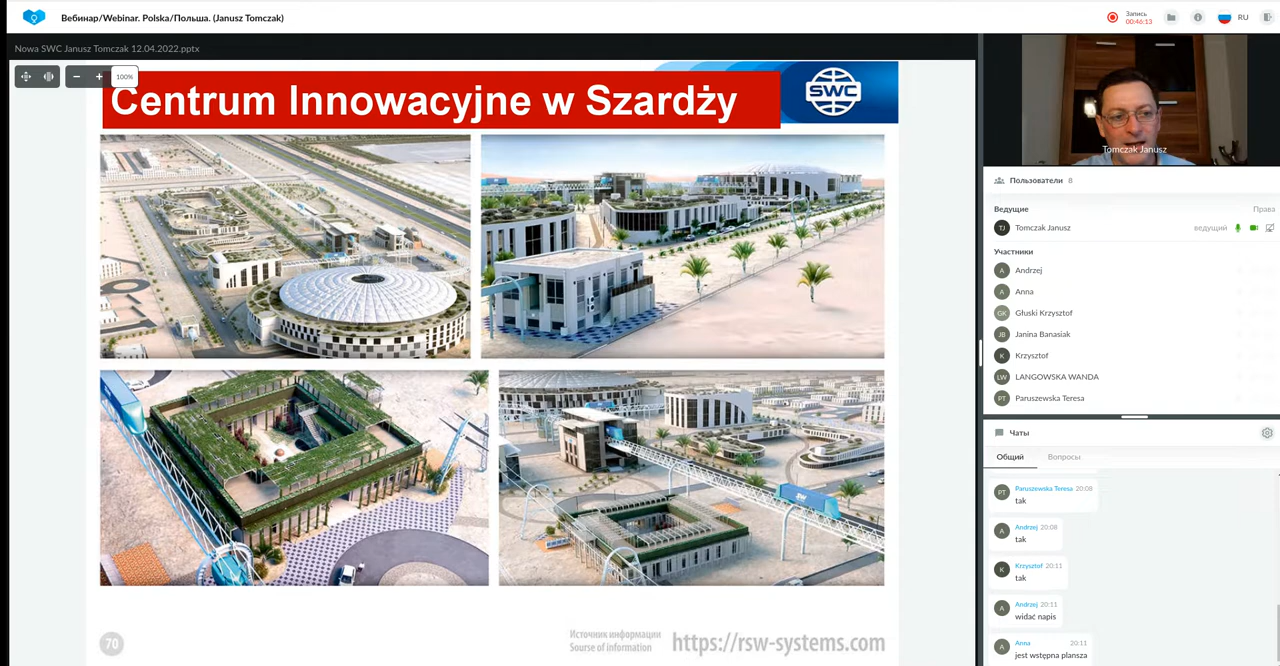 Вебинар/Webinar. Polska/Польша. (Janusz Tomczak)
Запись
00:46:13
RU
Nowa SWC Janusz Tomczak 12.04.2022.pptx
100%
Centrum Innowacyjne w Szardży
SWC
70
Источник информации
Sourse of information
https://rsw-systems.com
Tomczak Janusz
Пользователи 8
Ведущие
Права
TJ
Tomczak Janusz
ведущий
Участники
A
Andrzej
A
Anna
GK
Głuski Krzysztof
JB
Janina Banasiak
K
Krzysztof
LW
LANGOWSKA WANDA
PT
Paruszewska Teresa
Чаты
Общий
Вопросы
PT
Paruszewska Teresa 20:08
tak
A
Andrzej 20:08
tak
K
Krzysztof 20:11
tak
A
Andrzej 20:11
widać napis
A
Anna 20:11
jest wstępna plansza